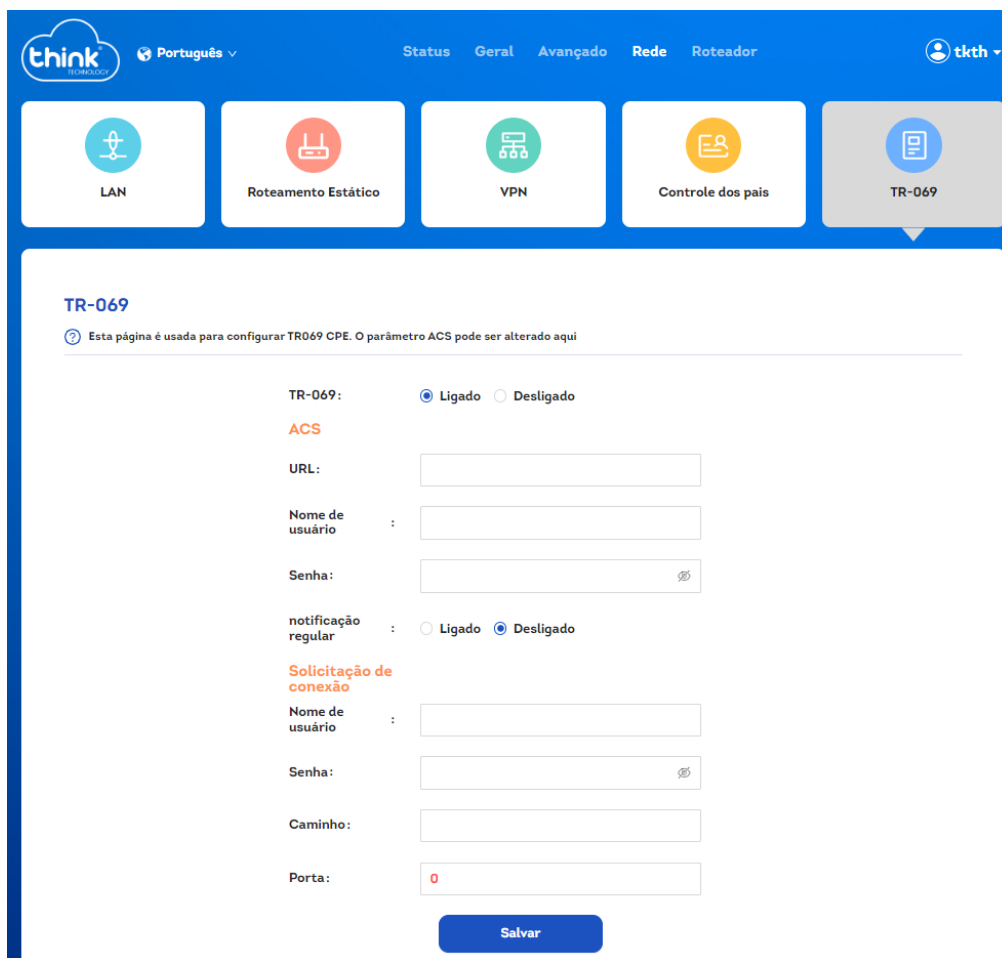 think
TECHNOLOGY
Português
Status Geral Avançado Rede Roteador
tkth
LAN
Roteamento Estático
VPN
Controle dos pais
TR-069
TR-069
Esta página é usada para configurar TR069 CPE. O parâmetro ACS pode ser alterado aqui
TR-069: Ligado Desligado
ACS
URL:
Nome de
usuário :
Senha:
notificação
regular : Ligado Desligado
Solicitação de
conexão
Nome de
usuário :
Senha:
Caminho:
Porta: 0
Salvar